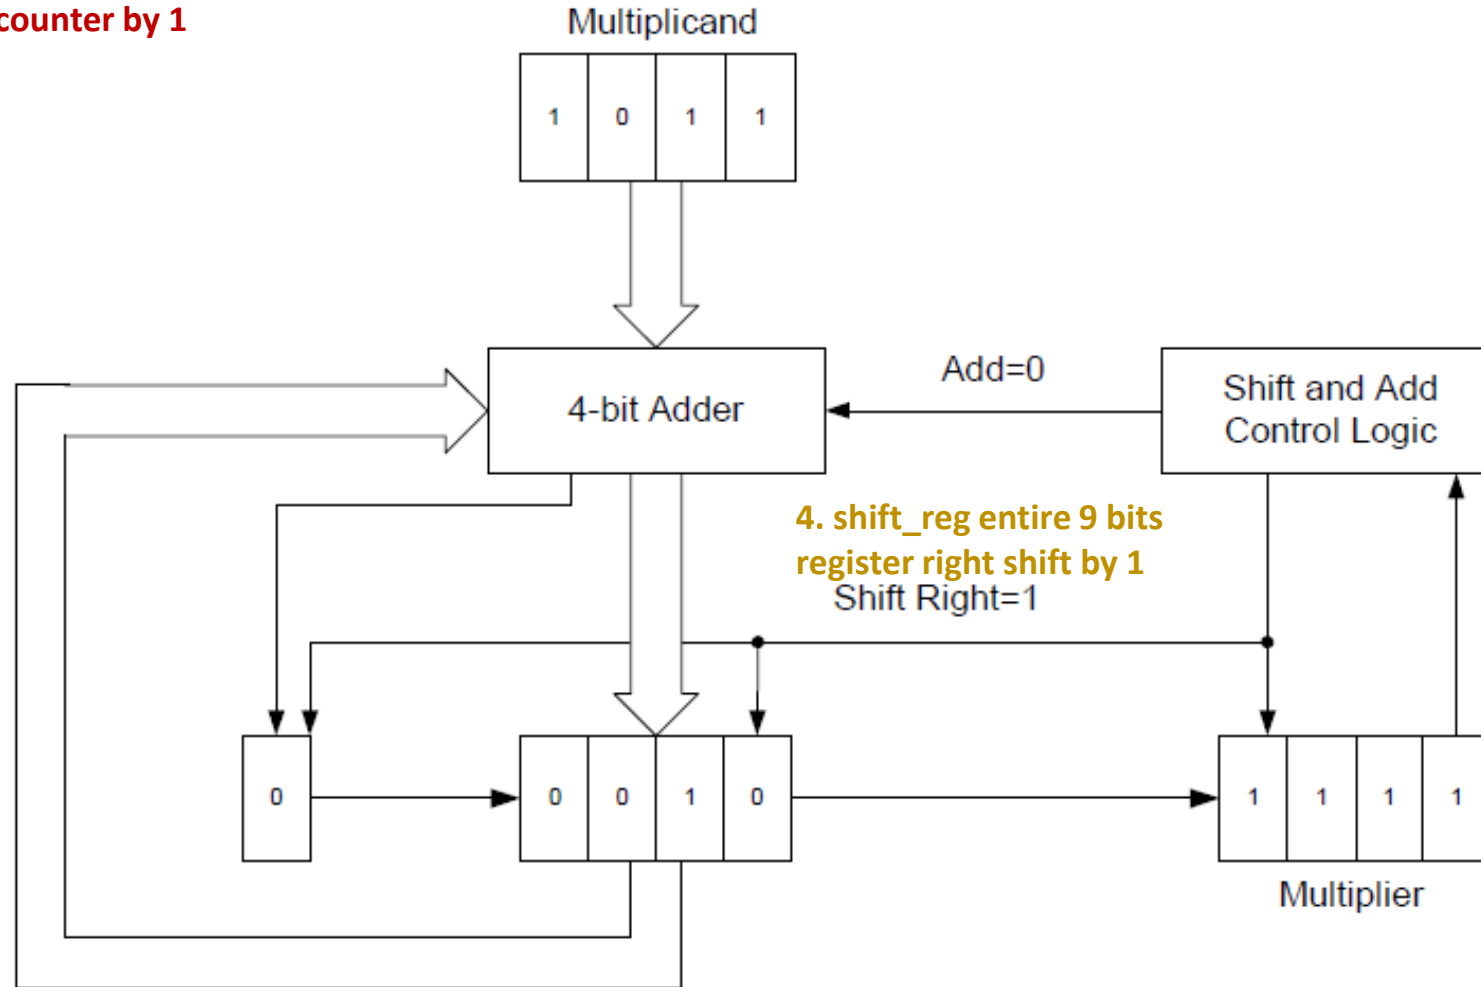 counter by 1
Multiplicand
1 0 1 1
Add=0
4-bit Adder
Shift and Add
Control Logic
4. shift_reg entire 9 bits
register right shift by 1
Shift Right=1
0 0 0 1 0 1 1 1 1
Multiplier